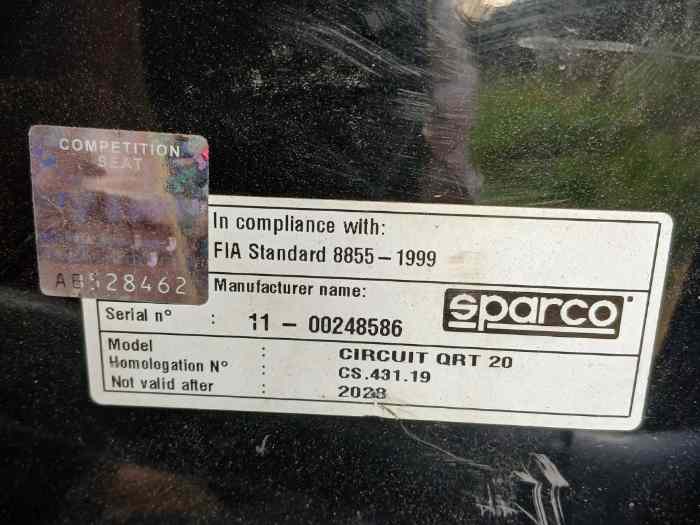 COMPETITION
SEAT
AB528462
In compliance with:
FIA Standard 8855-1999
Manufacturer name:
sparco
Serial n° : 11 - 00248586
Model : CIRCUIT QRT 20
Homologation N° : CS.431.19
Not valid after : 2028